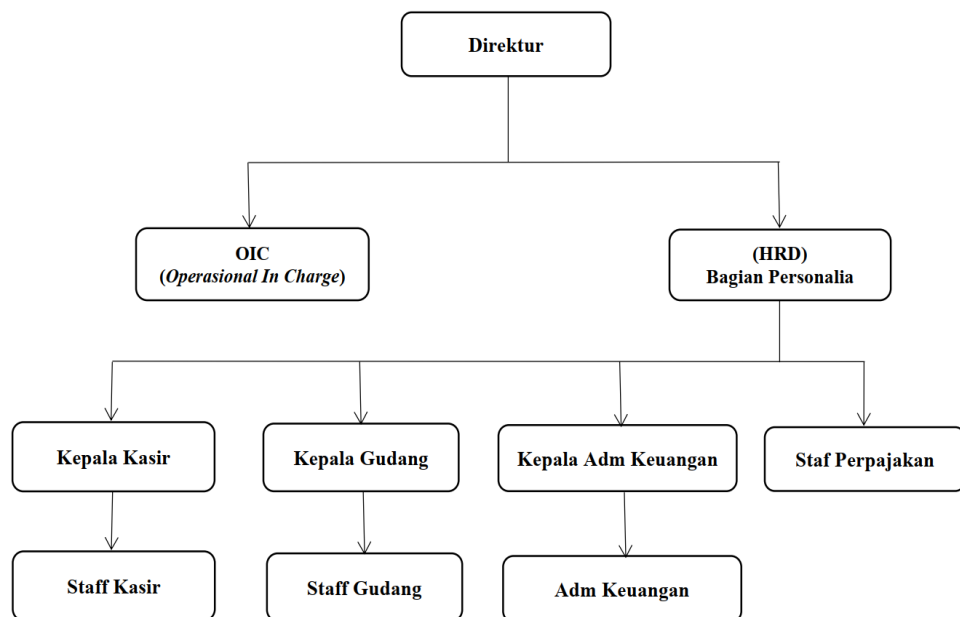 Direktur
OIC
(Operasional In Charge)
(HRD)
Bagian Personalia
Kepala Kasir
Kepala Gudang
Kepala Adm Keuangan
Staf Perpajakan
Staff Kasir
Staff Gudang
Adm Keuangan